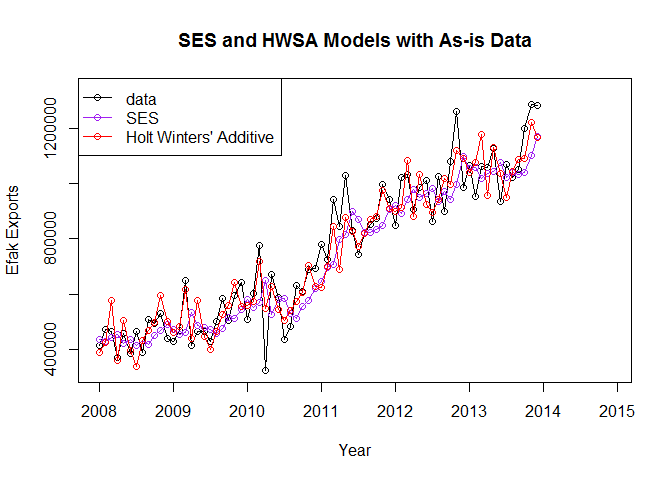 SES and HWSA Models with As-is Data
data
SES
Holt Winters' Additive
Efak Exports
400000
800000
1200000
2008 2009 2010 2011 2012 2013 2014 2015
Year